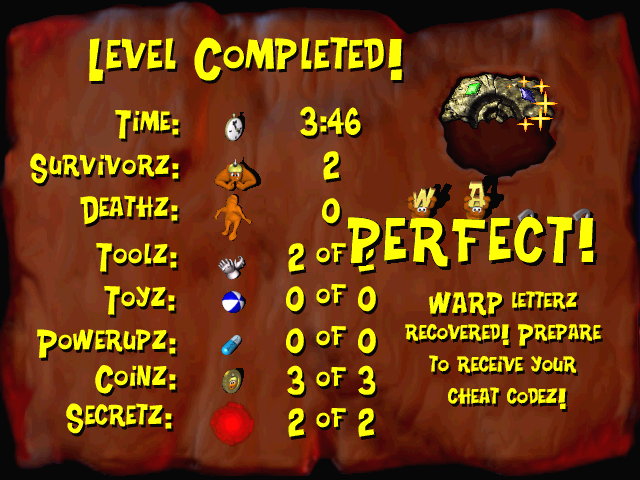 Level Completed!
Time: 3:46
Survivorz: 2
Deathz: 0
Toolz: 2 of
Perfect!
Toyz: 0 of 0
Powerupz: 0 of 0
Coinz: 3 of 3
Secretz: 2 of 2
W A
WARP letterz
recovered! Prepare
to receive your
cheat codez!